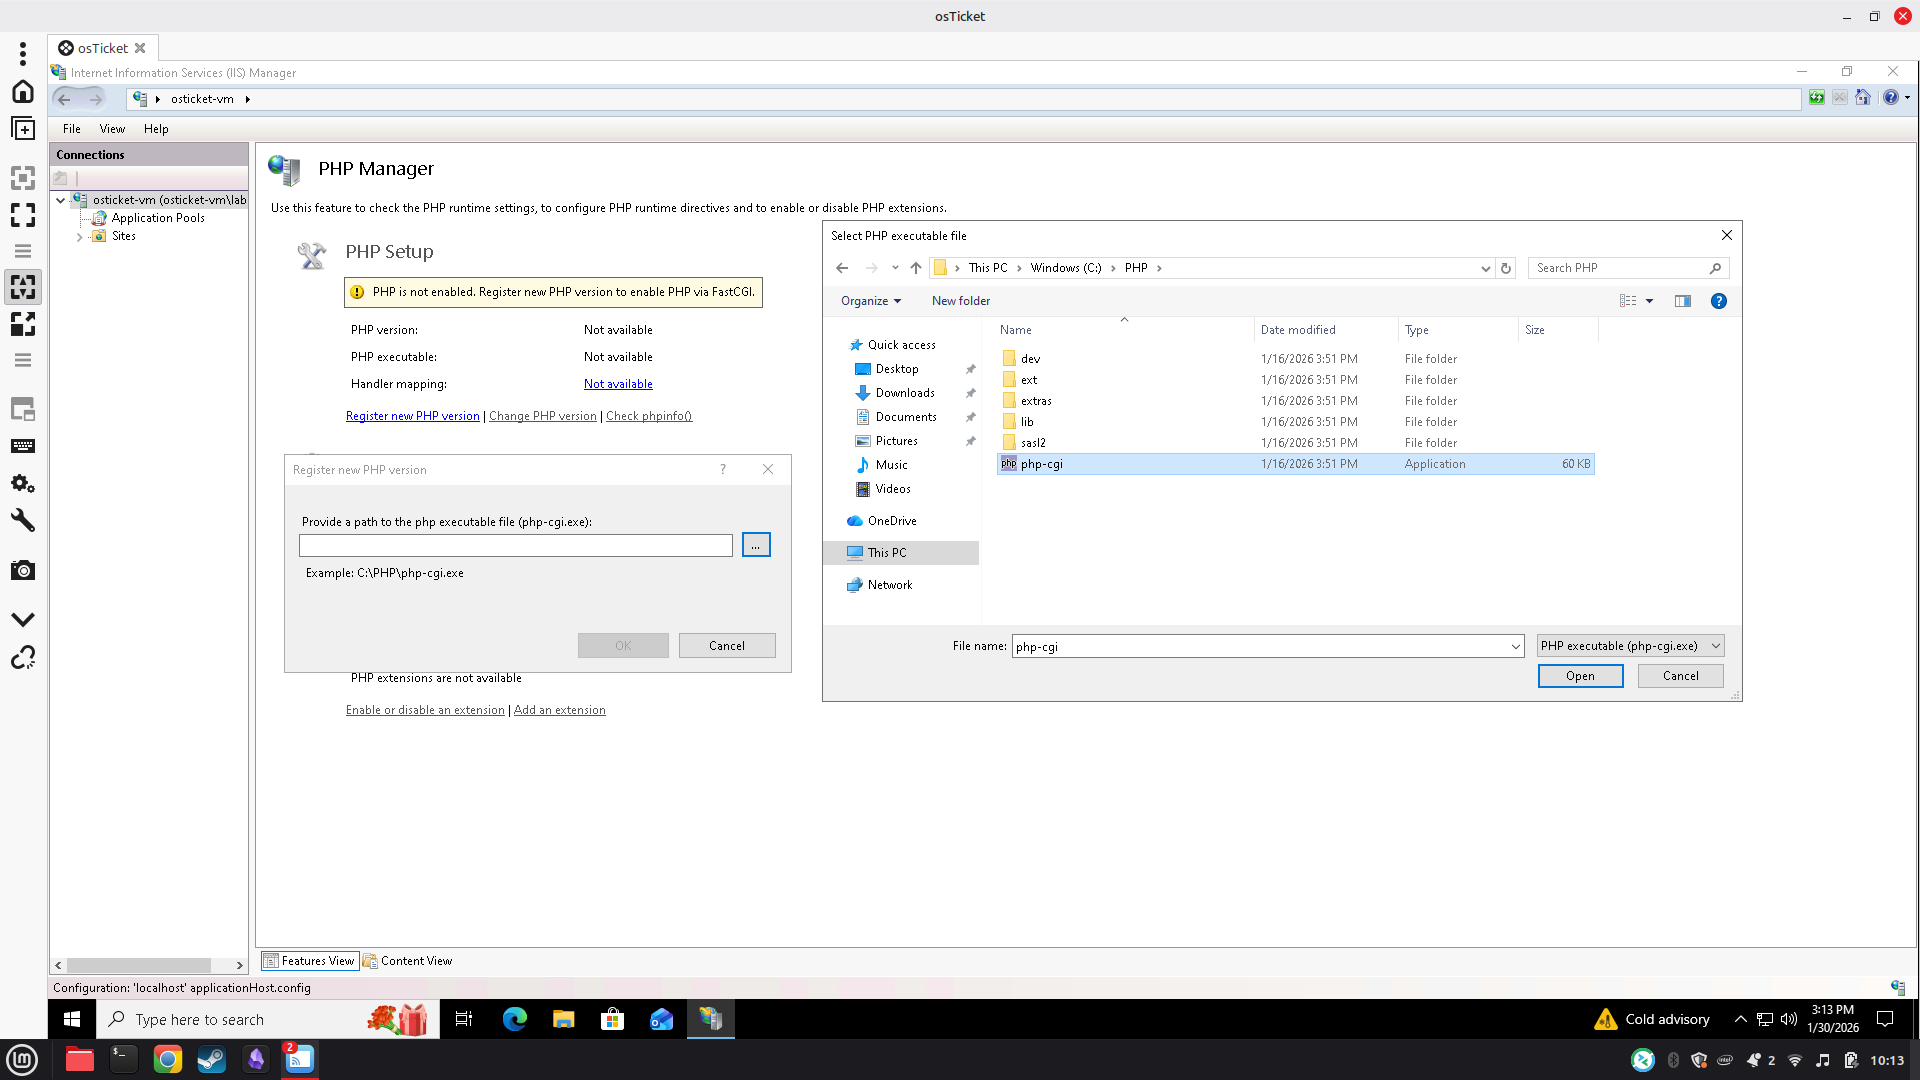 osTicket
osTicket
Internet Information Services (IIS) Manager
osticket-vm
File View Help
Connections
osticket-vm (osticket-vm\lab
Application Pools
Sites
PHP Manager
Use this feature to check the PHP runtime settings, to configure PHP runtime directives and to enable or disable PHP extensions.
PHP Setup
PHP is not enabled. Register new PHP version to enable PHP via FastCGI.
PHP version: Not available
PHP executable: Not available
Handler mapping: Not available
Register new PHP version | Change PHP version | Check phpinfo()
Register new PHP version ?
Provide a path to the php executable file (php-cgi.exe):
...
Example: C:\PHP\php-cgi.exe
OK Cancel
PHP extensions are not available
Enable or disable an extension | Add an extension
Select PHP executable file
This PC Windows (C:) PHP
Search PHP
Organize New folder
?
Quick access
Desktop
Downloads
Documents
Pictures
Music
Videos
OneDrive
This PC
Network
Name Date modified Type Size
dev 1/16/2026 3:51 PM File folder
ext 1/16/2026 3:51 PM File folder
extras 1/16/2026 3:51 PM File folder
lib 1/16/2026 3:51 PM File folder
sasl2 1/16/2026 3:51 PM File folder
php php-cgi 1/16/2026 3:51 PM Application 60 KB
File name: php-cgi
PHP executable (php-cgi.exe)
Open Cancel
Features View Content View
Configuration: 'localhost' applicationHost.config
Type here to search
Cold advisory
3:13 PM
1/30/2026
2
2
10:13